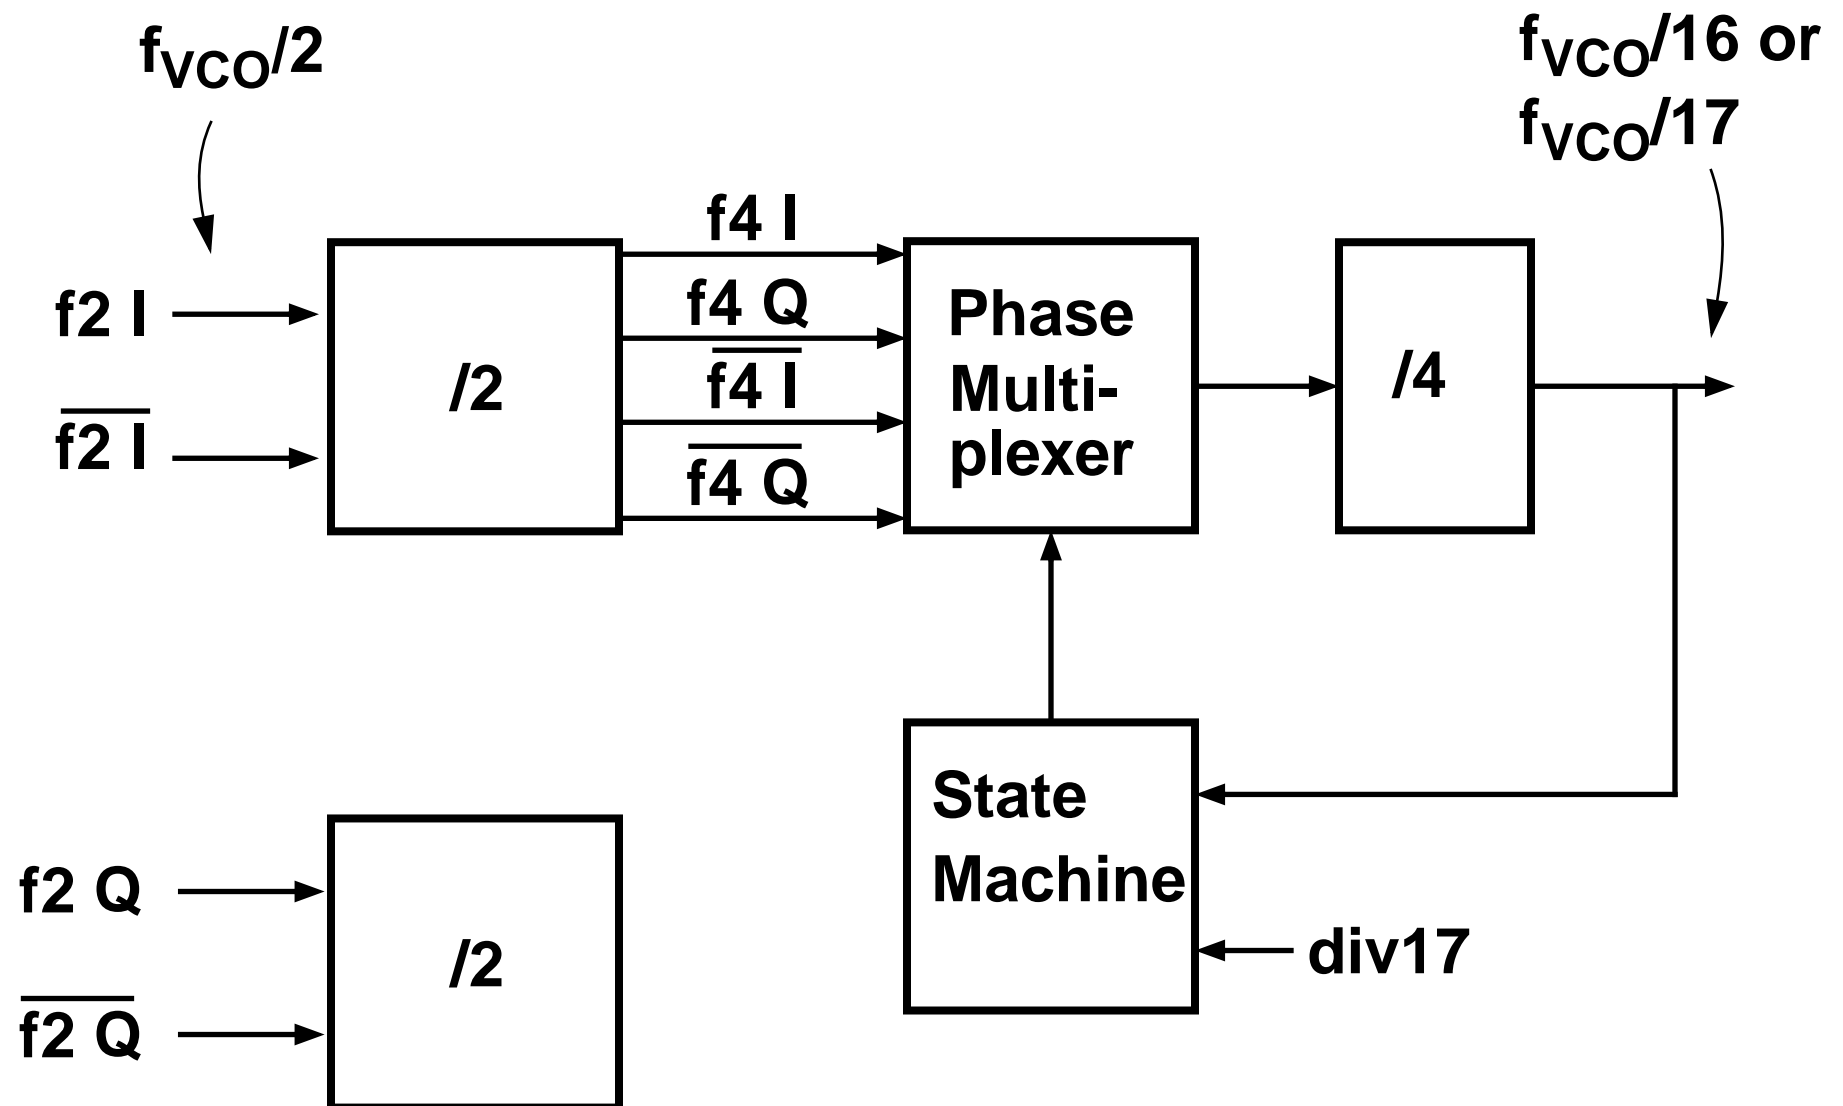 fVCO/2
fVCO/16 or
fVCO/17
f4 I
f4 Q
f4 I
f4 Q
f2 I
f2 I
/2
Phase
Multi-
plexer
/4
State
Machine
div17
f2 Q
f2 Q
/2